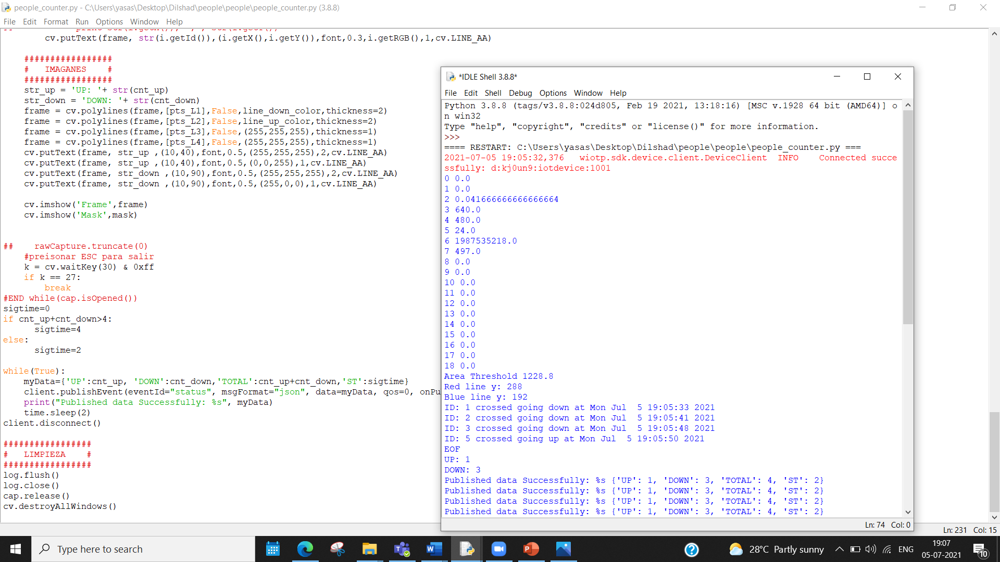 people_counter.py - C:\Users\yasas\Desktop\Dilshad\people\people\people_counter.py (3.8.8)
File Edit Format Run Options Window Help
cv.putText(frame, str(i.getId()),(i.getX(),i.getY()),font,0.3,i.getRGB(),1,cv.LINE_AA)
#################
# IMAGANES #
#################
str_up = 'UP: '+ str(cnt_up)
str_down = 'DOWN: '+ str(cnt_down)
frame = cv.polylines(frame,[pts_L1],False,line_down_color,thickness=2)
frame = cv.polylines(frame,[pts_L2],False,line_up_color,thickness=2)
frame = cv.polylines(frame,[pts_L3],False,(255,255,255),thickness=1)
frame = cv.polylines(frame,[pts_L4],False,(255,255,255),thickness=1)
cv.putText(frame, str_up ,(10,40),font,0.5,(255,255,255),2,cv.LINE_AA)
cv.putText(frame, str_up ,(10,40),font,0.5,(0,0,255),1,cv.LINE_AA)
cv.putText(frame, str_down ,(10,90),font,0.5,(255,255,255),2,cv.LINE_AA)
cv.putText(frame, str_down ,(10,90),font,0.5,(255,0,0),1,cv.LINE_AA)
cv.imshow('Frame',frame)
cv.imshow('Mask',mask)
## rawCapture.truncate(0)
#preisonar ESC para salir
k = cv.waitKey(30) & 0xff
if k == 27:
break
#END while(cap.isOpened())
sigtime=0
if cnt_up+cnt_down>4:
sigtime=4
else:
sigtime=2
while(True):
myData={'UP':cnt_up, 'DOWN':cnt_down,'TOTAL':cnt_up+cnt_down,'ST':sigtime}
client.publishEvent(eventId="status", msgFormat="json", data=myData, qos=0, onPu
print("Published data Successfully: %s", myData)
time.sleep(2)
client.disconnect()
#################
# LIMPIEZA #
#################
log.flush()
log.close()
cap.release()
cv.destroyAllWindows()
*IDLE Shell 3.8.8*
File Edit Shell Debug Options Window Help
Python 3.8.8 (tags/v3.8.8:024d805, Feb 19 2021, 13:18:16) [MSC v.1928 64 bit (AMD64)] o
n win32
Type "help", "copyright", "credits" or "license()" for more information.
>>>
==== RESTART: C:\Users\yasas\Desktop\Dilshad\people\people\people_counter.py ===
2021-07-05 19:05:32,376 wiotp.sdk.device.client.DeviceClient INFO Connected succe
ssfully: d:kj0un9:iotdevice:1001
0 0.0
1 0.0
2 0.041666666666666664
3 640.0
4 480.0
5 24.0
6 1987535218.0
7 497.0
8 0.0
9 0.0
10 0.0
11 0.0
12 0.0
13 0.0
14 0.0
15 0.0
16 0.0
17 0.0
18 0.0
Area Threshold 1228.8
Red line y: 288
Blue line y: 192
ID: 1 crossed going down at Mon Jul  5 19:05:33 2021
ID: 2 crossed going down at Mon Jul  5 19:05:41 2021
ID: 3 crossed going down at Mon Jul  5 19:05:48 2021
ID: 5 crossed going up at Mon Jul  5 19:05:50 2021
EOF
UP: 1
DOWN: 3
Published data Successfully: %s {'UP': 1, 'DOWN': 3, 'TOTAL': 4, 'ST': 2}
Published data Successfully: %s {'UP': 1, 'DOWN': 3, 'TOTAL': 4, 'ST': 2}
Published data Successfully: %s {'UP': 1, 'DOWN': 3, 'TOTAL': 4, 'ST': 2}
Published data Successfully: %s {'UP': 1, 'DOWN': 3, 'TOTAL': 4, 'ST': 2}
Ln: 74 Col: 0
Ln: 231 Col: 15
Type here to search
28°C Partly sunny
ENG
19:07
05-07-2021
10